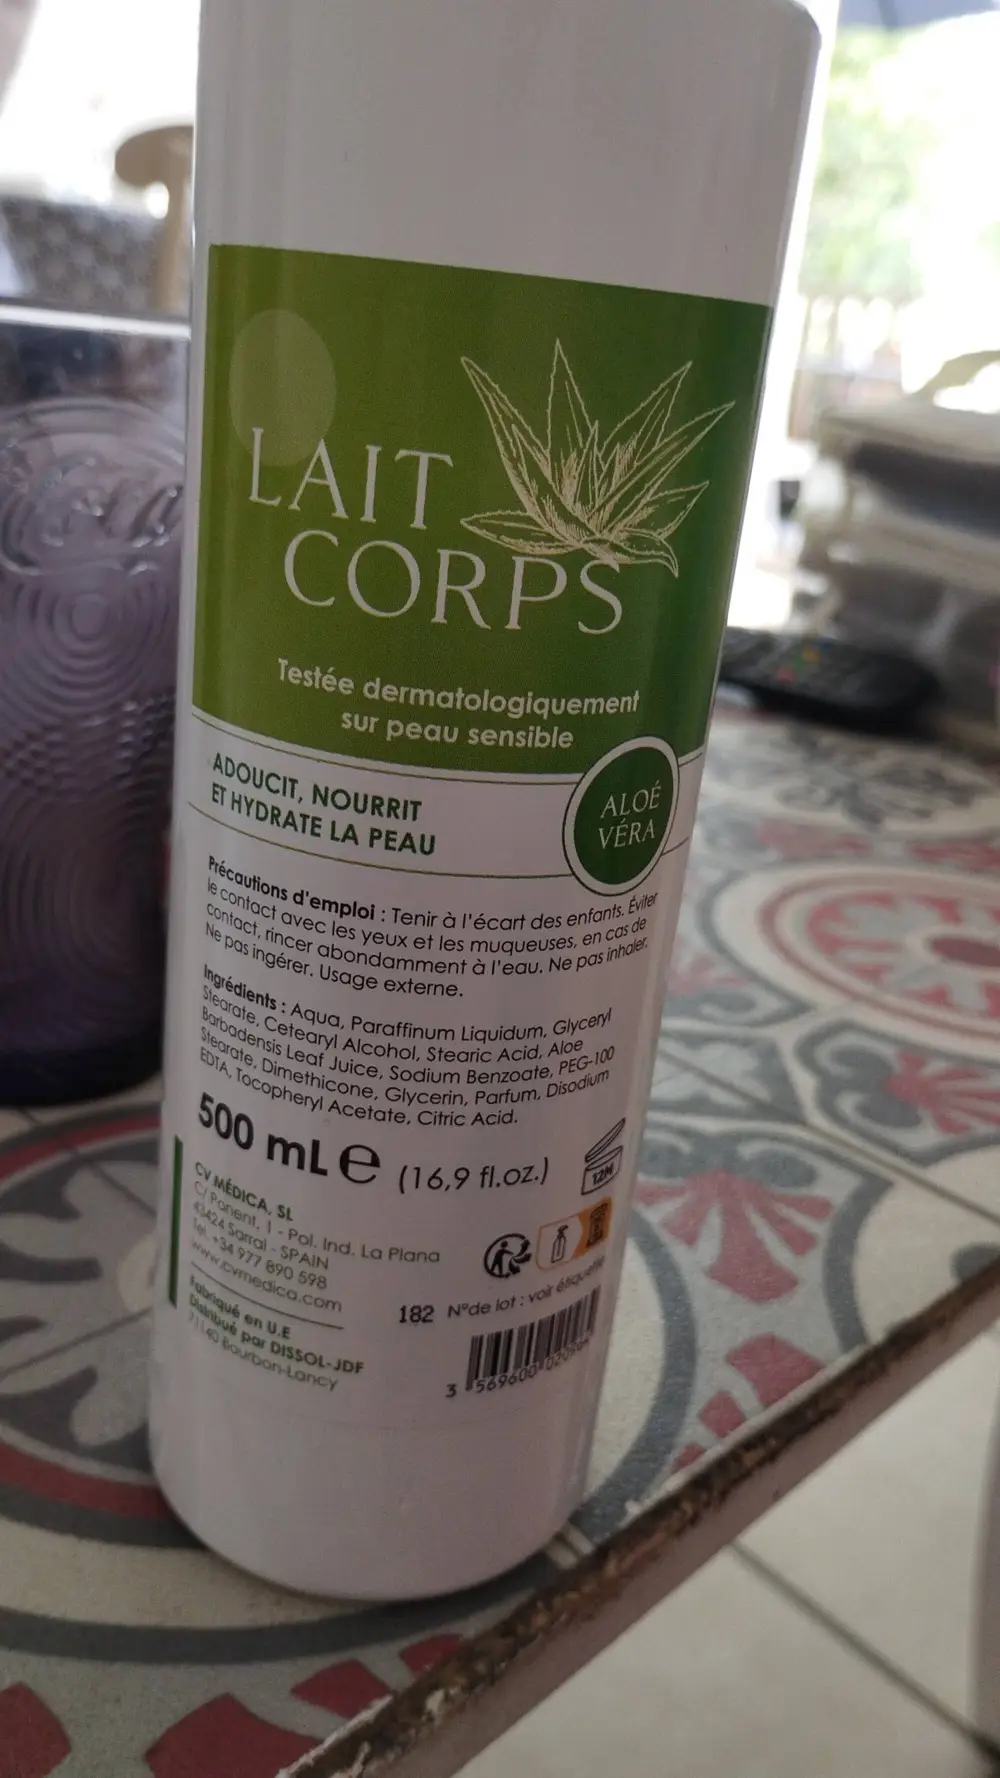 LAIT
CORPS
Testée dermatologiquement
sur peau sensible
ADOUCIT, NOURRIT
ET HYDRATE LA PEAU
ALOÉ
VÉRA
Précautions d'emploi : Tenir à l'écart des enfants. Éviter
le contact avec les yeux et les muqueuses, en cas de
contact, rincer abondamment à l'eau. Ne pas inhaler.
Ne pas ingérer. Usage externe.
Ingrédients : Aqua, Paraffinum Liquidum, Glyceryl
Stearate, Cetearyl Alcohol, Stearic Acid, Aloe
Barbadensis Leaf Juice, Sodium Benzoate, PEG-100
Stearate, Dimethicone, Glycerin, Parfum, Disodium
EDTA, Tocopheryl Acetate, Citric Acid.
500 mL e (16,9 fl.oz.)
12M
CV MÉDICA, SL
C/ Ponent, 1 - Pol. Ind. La Plana
43424 Sarral - SPAIN
Tel. +34 977 890 598
www.cvmedica.com
Fabriqué en U.E
Distribué par DISSOL-JDF
71140 Bourbon-Lancy
182 N°de lot : voir étiquette
3 569600